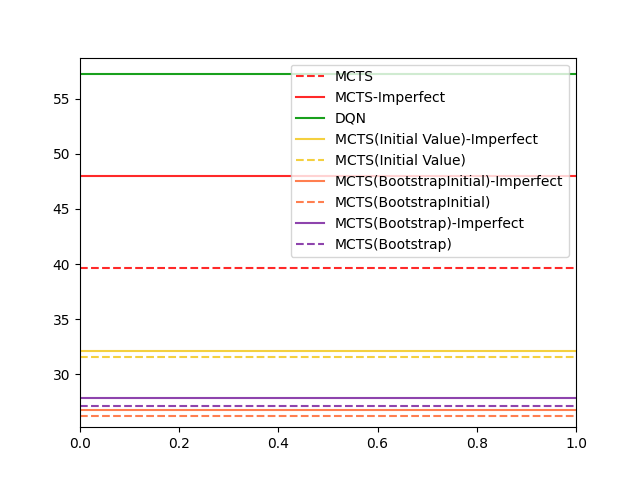 55
50
45
40
35
30
0.0 0.2 0.4 0.6 0.8 1.0
MCTS
MCTS-Imperfect
DQN
MCTS(Initial Value)-Imperfect
MCTS(Initial Value)
MCTS(BootstrapInitial)-Imperfect
MCTS(BootstrapInitial)
MCTS(Bootstrap)-Imperfect
MCTS(Bootstrap)